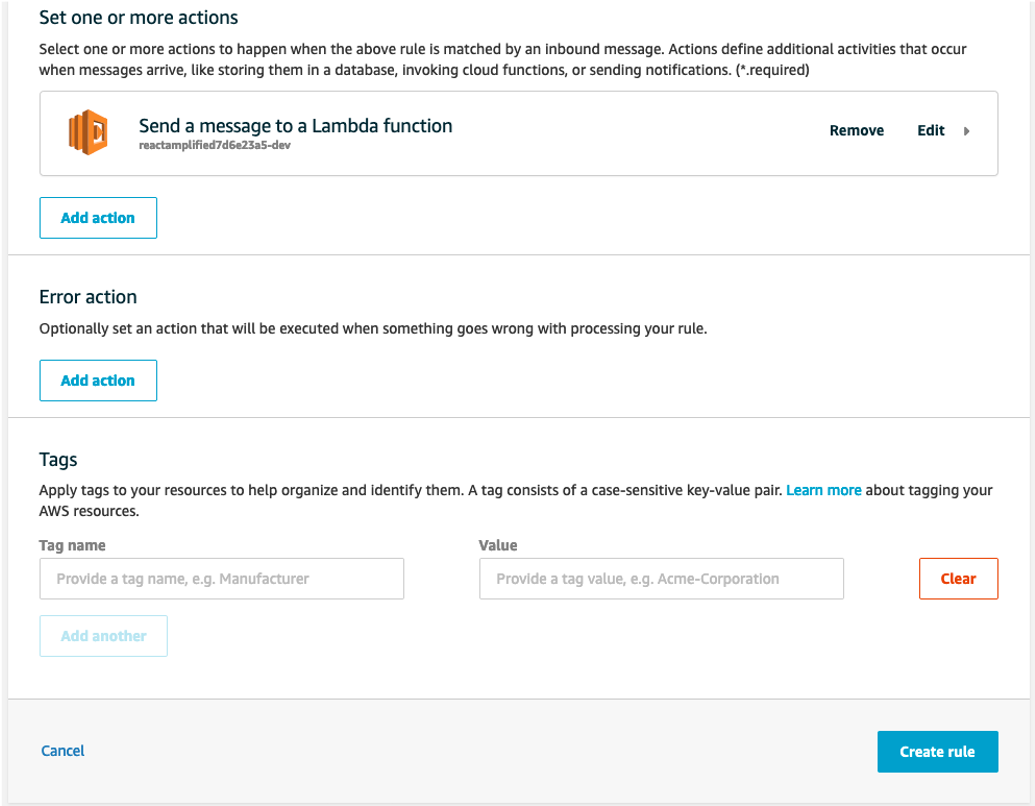 Set one or more actions
Select one or more actions to happen when the above rule is matched by an inbound message. Actions define additional activities that occur
when messages arrive, like storing them in a database, invoking cloud functions, or sending notifications. (*.required)
Send a message to a Lambda function
reactamplified7d6e23a5-dev
Remove
Edit
Add action
Error action
Optionally set an action that will be executed when something goes wrong with processing your rule.
Add action
Tags
Apply tags to your resources to help organize and identify them. A tag consists of a case-sensitive key-value pair. Learn more about tagging your
AWS resources.
Tag name
Value
Provide a tag name, e.g. Manufacturer
Provide a tag value, e.g. Acme-Corporation
Clear
Add another
Cancel
Create rule